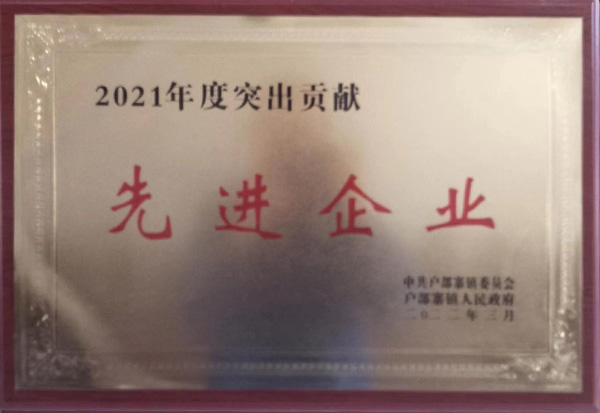 2021年度突出贡献
先进企业
中共户部寨镇委员会
户部寨镇人民政府
二〇二二年三月